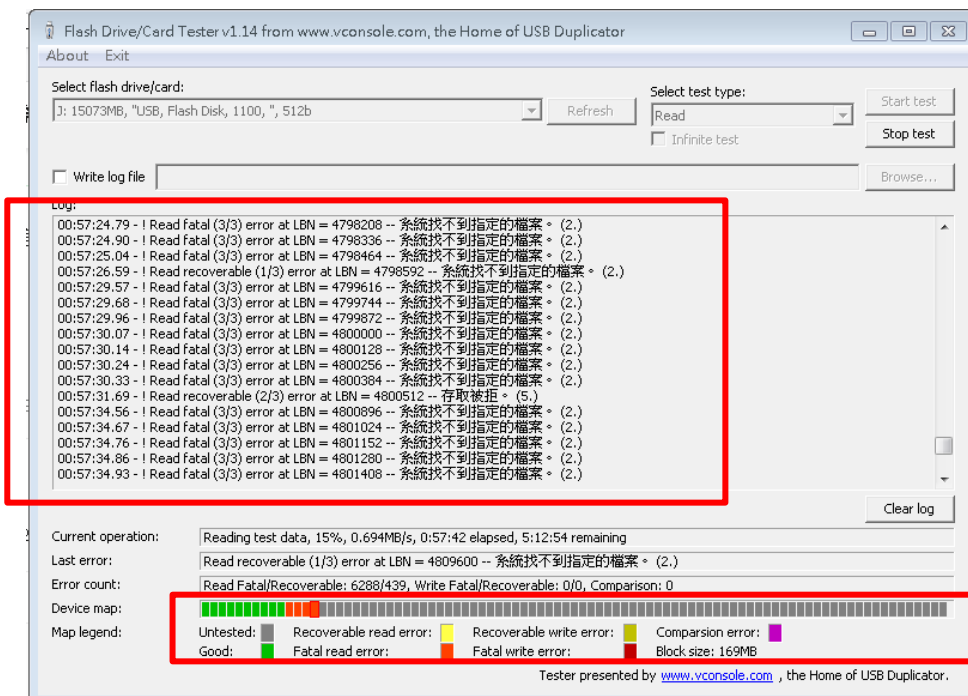 Flash Drive/Card Tester v1.14 from www.vconsole.com, the Home of USB Duplicator
About Exit
Select flash drive/card:
Select test type:
J: 15073MB, "USB, Flash Disk, 1100, ", 512b
Refresh
Read
Start test
Infinite test
Stop test
Write log file
Browse...
Log:
00:57:24.79 - ! Read fatal (3/3) error at LBN = 4798208 -- 系統找不到指定的檔案。 (2.)
00:57:24.90 - ! Read fatal (3/3) error at LBN = 4798336 -- 系統找不到指定的檔案。 (2.)
00:57:25.04 - ! Read fatal (3/3) error at LBN = 4798464 -- 系統找不到指定的檔案。 (2.)
00:57:26.59 - ! Read recoverable (1/3) error at LBN = 4798592 -- 系統找不到指定的檔案。 (2.)
00:57:29.57 - ! Read fatal (3/3) error at LBN = 4799616 -- 系統找不到指定的檔案。 (2.)
00:57:29.68 - ! Read fatal (3/3) error at LBN = 4799744 -- 系統找不到指定的檔案。 (2.)
00:57:29.96 - ! Read fatal (3/3) error at LBN = 4799872 -- 系統找不到指定的檔案。 (2.)
00:57:30.07 - ! Read fatal (3/3) error at LBN = 4800000 -- 系統找不到指定的檔案。 (2.)
00:57:30.14 - ! Read fatal (3/3) error at LBN = 4800128 -- 系統找不到指定的檔案。 (2.)
00:57:30.24 - ! Read fatal (3/3) error at LBN = 4800256 -- 系統找不到指定的檔案。 (2.)
00:57:30.33 - ! Read fatal (3/3) error at LBN = 4800384 -- 系統找不到指定的檔案。 (2.)
00:57:31.69 - ! Read recoverable (2/3) error at LBN = 4800512 -- 存取被拒。 (5.)
00:57:34.56 - ! Read fatal (3/3) error at LBN = 4800896 -- 系統找不到指定的檔案。 (2.)
00:57:34.67 - ! Read fatal (3/3) error at LBN = 4801024 -- 系統找不到指定的檔案。 (2.)
00:57:34.76 - ! Read fatal (3/3) error at LBN = 4801152 -- 系統找不到指定的檔案。 (2.)
00:57:34.86 - ! Read fatal (3/3) error at LBN = 4801280 -- 系統找不到指定的檔案。 (2.)
00:57:34.93 - ! Read fatal (3/3) error at LBN = 4801408 -- 系統找不到指定的檔案。 (2.)
Clear log
Current operation: Reading test data, 15%, 0.694MB/s, 0:57:42 elapsed, 5:12:54 remaining
Last error: Read recoverable (1/3) error at LBN = 4809600 -- 系統找不到指定的檔案。 (2.)
Error count: Read Fatal/Recoverable: 6288/439, Write Fatal/Recoverable: 0/0, Comparison: 0
Device map:
Map legend: Untested: Recoverable read error: Recoverable write error: Comparsion error:
Good: Fatal read error: Fatal write error: Block size: 169MB
Tester presented by www.vconsole.com , the Home of USB Duplicator.